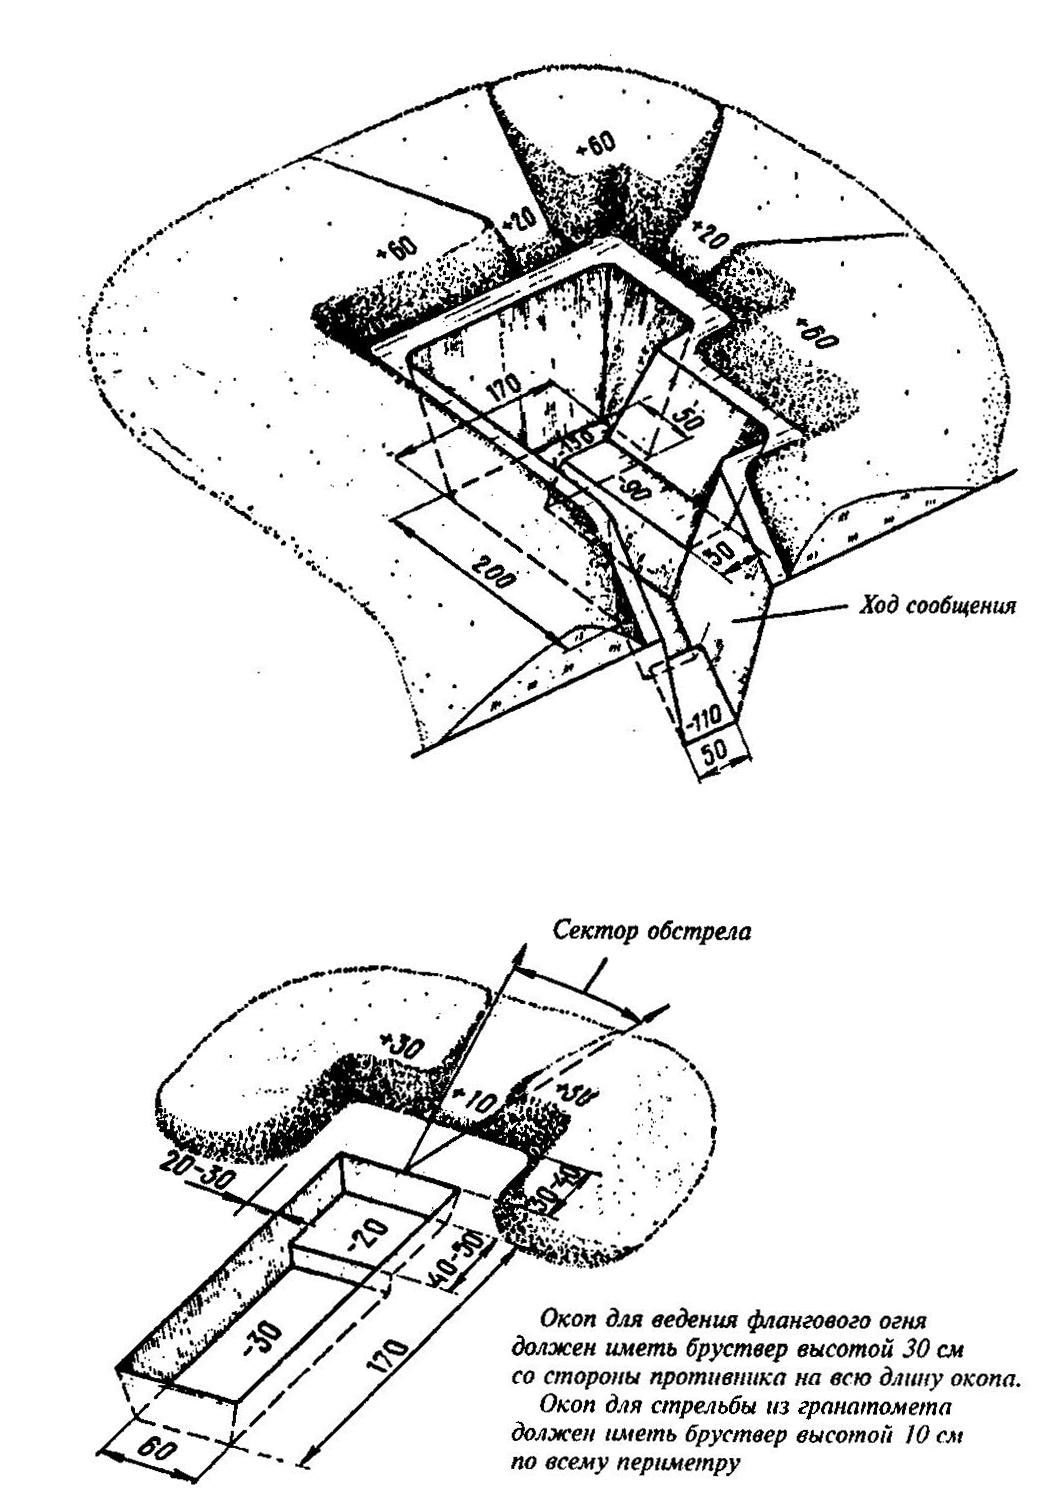 +60
+20
+20
+60
+60
170
50
150
-90
50
200
Ход сообщения
-110
50
Сектор обстрела
+30
+10
+30
20-30
30-40
-20
40-50
-30
170
60
Окоп для ведения флангового огня
должен иметь бруствер высотой 30 см
со стороны противника на всю длину окопа.
Окоп для стрельбы из гранатомета
должен иметь бруствер высотой 10 см
по всему периметру